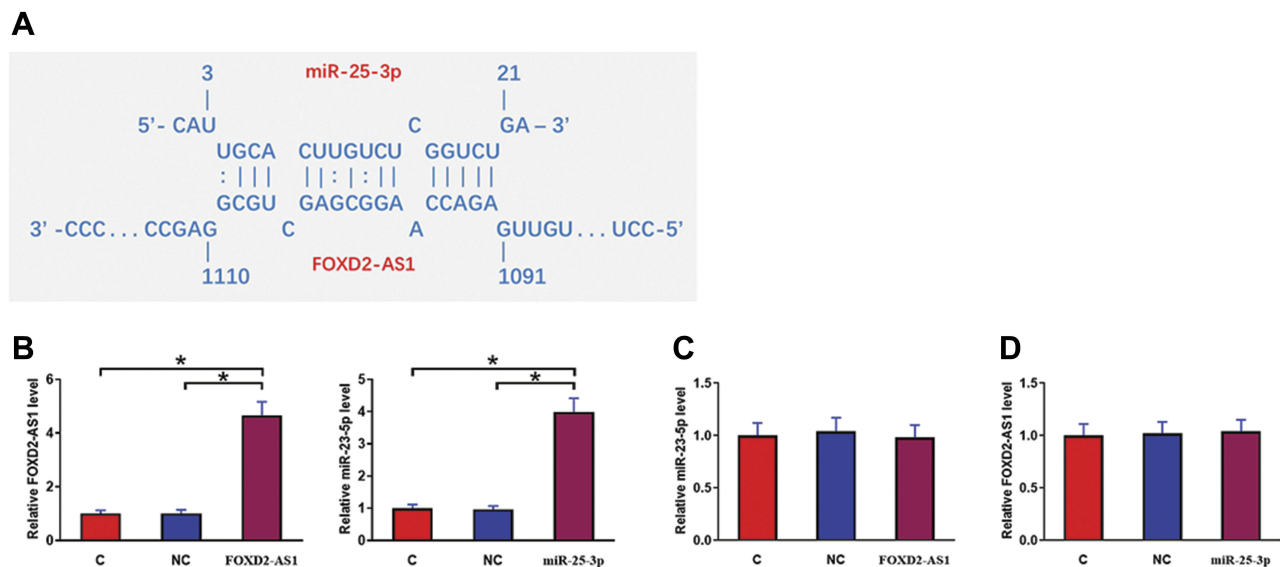 A
3 miR-25-3p 21
5'- CAU C GA – 3'
UGCA CUUGUCU GGUCU
GCGU GAGCGGA CCAGA
3' -CCC...CCGAG C A GUUGU...UCC-5'
1110 FOXD2-AS1 1091
B
Relative FOXD2-AS1 level
6
4
2
0
* *
C NC FOXD2-AS1
Relative miR-23-5p level
5
4
3
2
1
0
* *
C NC miR-25-3p
C
Relative miR-23-5p level
1.5
1.0
0.5
0.0
C NC FOXD2-AS1
D
Relative FOXD2-AS1 level
1.5
1.0
0.5
0.0
C NC miR-25-3p